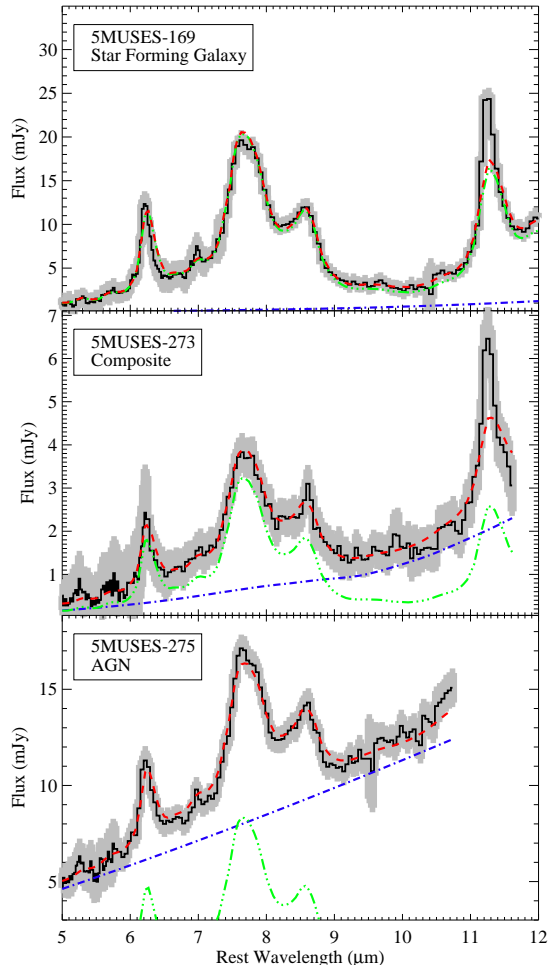 5MUSES-169
Star Forming Galaxy
Flux (mJy)
30
25
20
15
10
5
5MUSES-273
Composite
Flux (mJy)
7
6
5
4
3
2
1
5MUSES-275
AGN
Flux (mJy)
15
10
5
5 6 7 8 9 10 11 12
Rest Wavelength (μm)